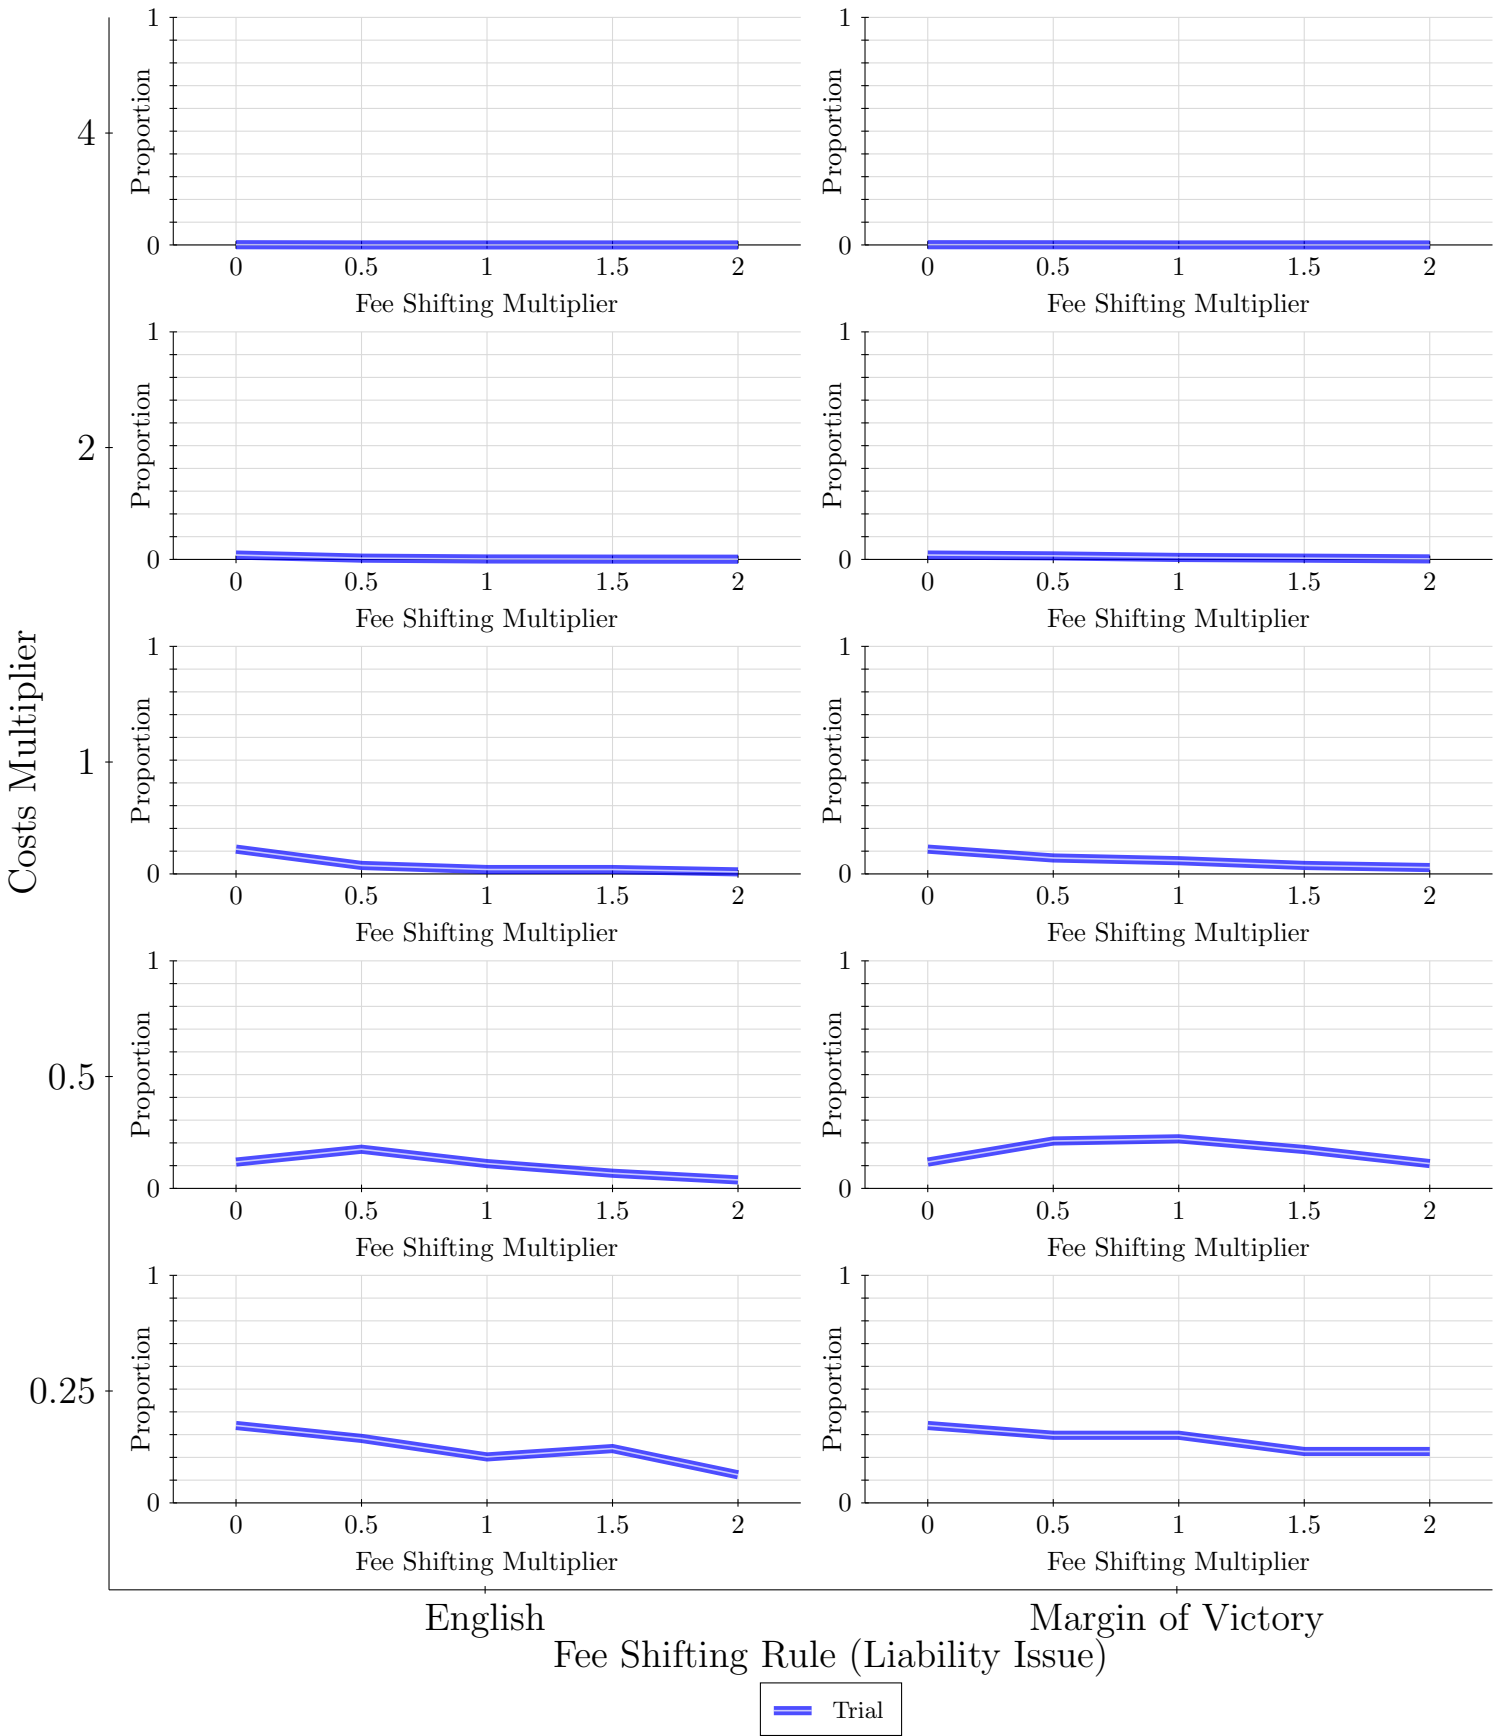 Costs Multiplier
4
Proportion
1
0
0 0.5 1 1.5 2
Fee Shifting Multiplier
Proportion
1
0
0 0.5 1 1.5 2
Fee Shifting Multiplier
2
Proportion
1
0
0 0.5 1 1.5 2
Fee Shifting Multiplier
Proportion
1
0
0 0.5 1 1.5 2
Fee Shifting Multiplier
1
Proportion
1
0
0 0.5 1 1.5 2
Fee Shifting Multiplier
Proportion
1
0
0 0.5 1 1.5 2
Fee Shifting Multiplier
0.5
Proportion
1
0
0 0.5 1 1.5 2
Fee Shifting Multiplier
Proportion
1
0
0 0.5 1 1.5 2
Fee Shifting Multiplier
0.25
Proportion
1
0
0 0.5 1 1.5 2
Fee Shifting Multiplier
Proportion
1
0
0 0.5 1 1.5 2
Fee Shifting Multiplier
English
Margin of Victory
Fee Shifting Rule (Liability Issue)
Trial